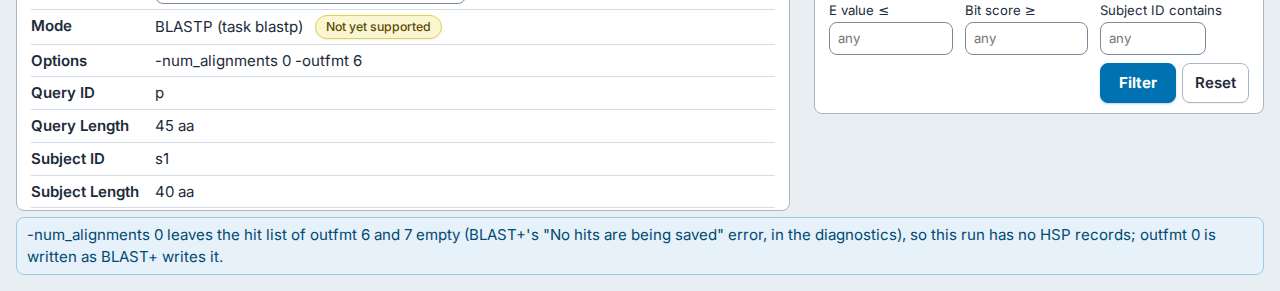 Mode BLASTP (task blastp) Not yet supported
Options -num_alignments 0 -outfmt 6
Query ID p
Query Length 45 aa
Subject ID s1
Subject Length 40 aa
E value ≤ Bit score ≥ Subject ID contains
any any any
Filter Reset
-num_alignments 0 leaves the hit list of outfmt 6 and 7 empty (BLAST+'s "No hits are being saved" error, in the diagnostics), so this run has no HSP records; outfmt 0 is
written as BLAST+ writes it.